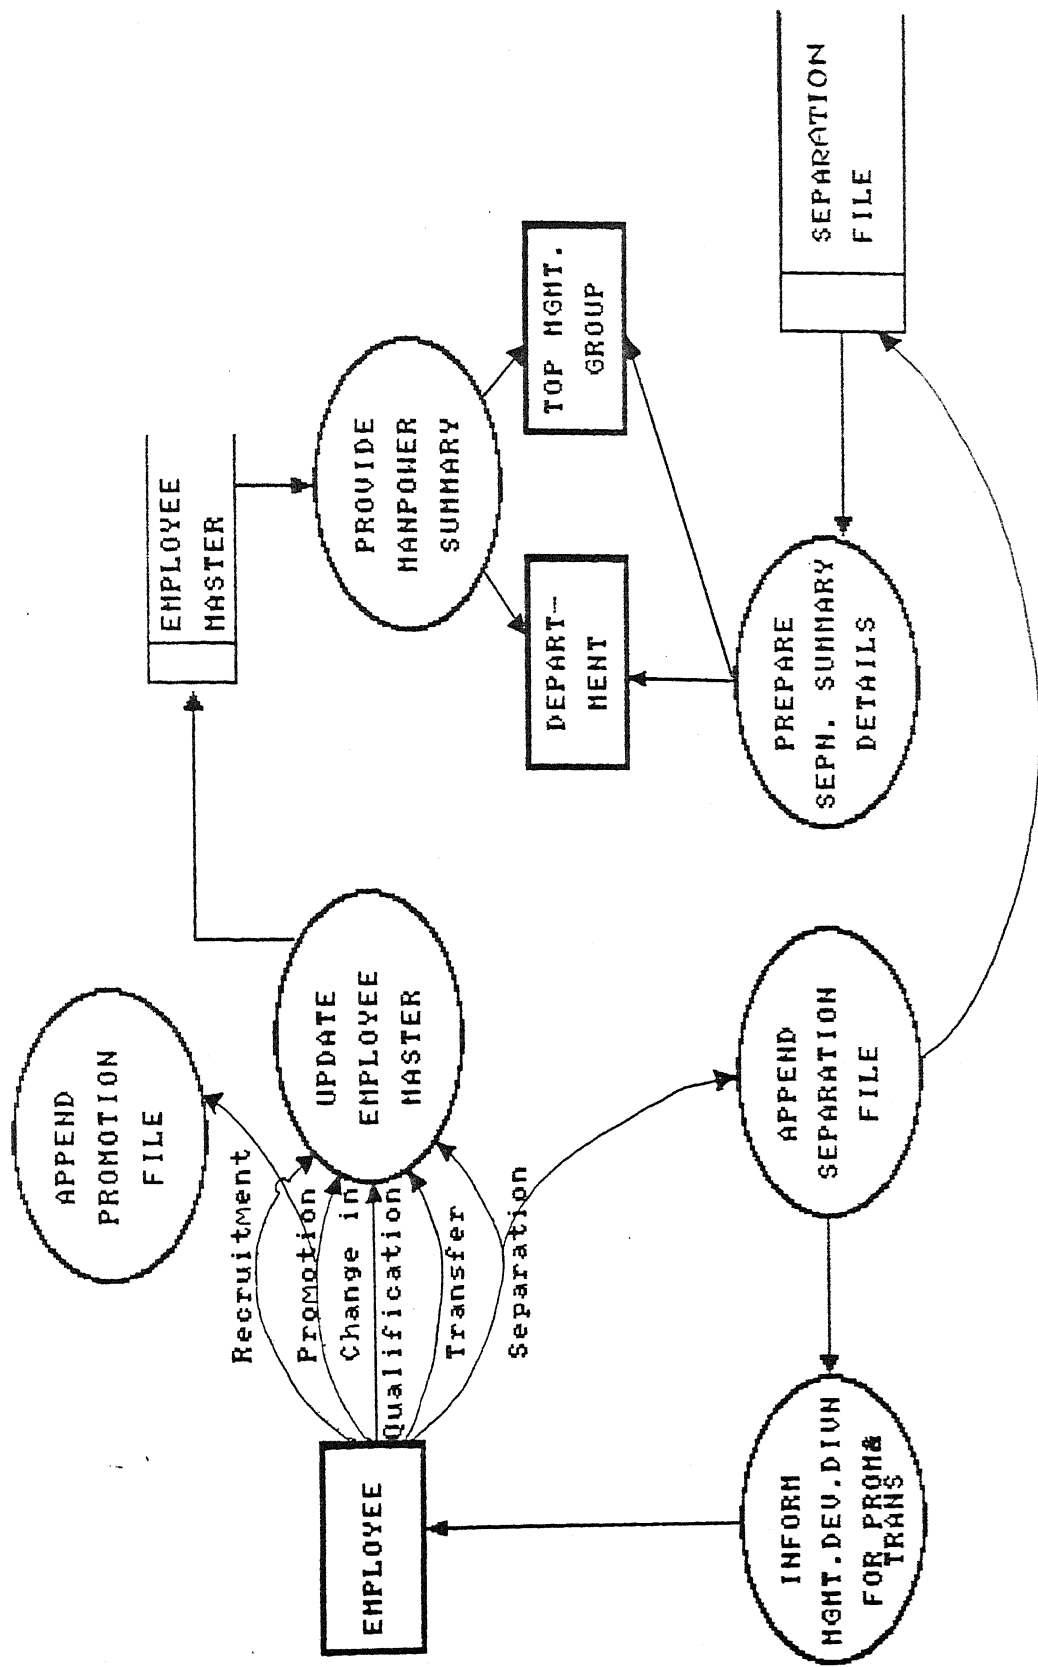 APPEND
PROMOTION
FILE
EMPLOYEE
MASTER
Recruitment
Promotion
Change in
Qualification
Transfer
Separation
UPDATE
EMPLOYEE
MASTER
PROVIDE
MANPOWER
SUMMARY
EMPLOYEE
DEPART-
MENT
TOP MGMT.
GROUP
INFORM
MGMT.DEV.DIVN
FOR PROM&
TRANS
APPEND
SEPARATION
FILE
PREPARE
SEPN. SUMMARY
DETAILS
SEPARATION
FILE